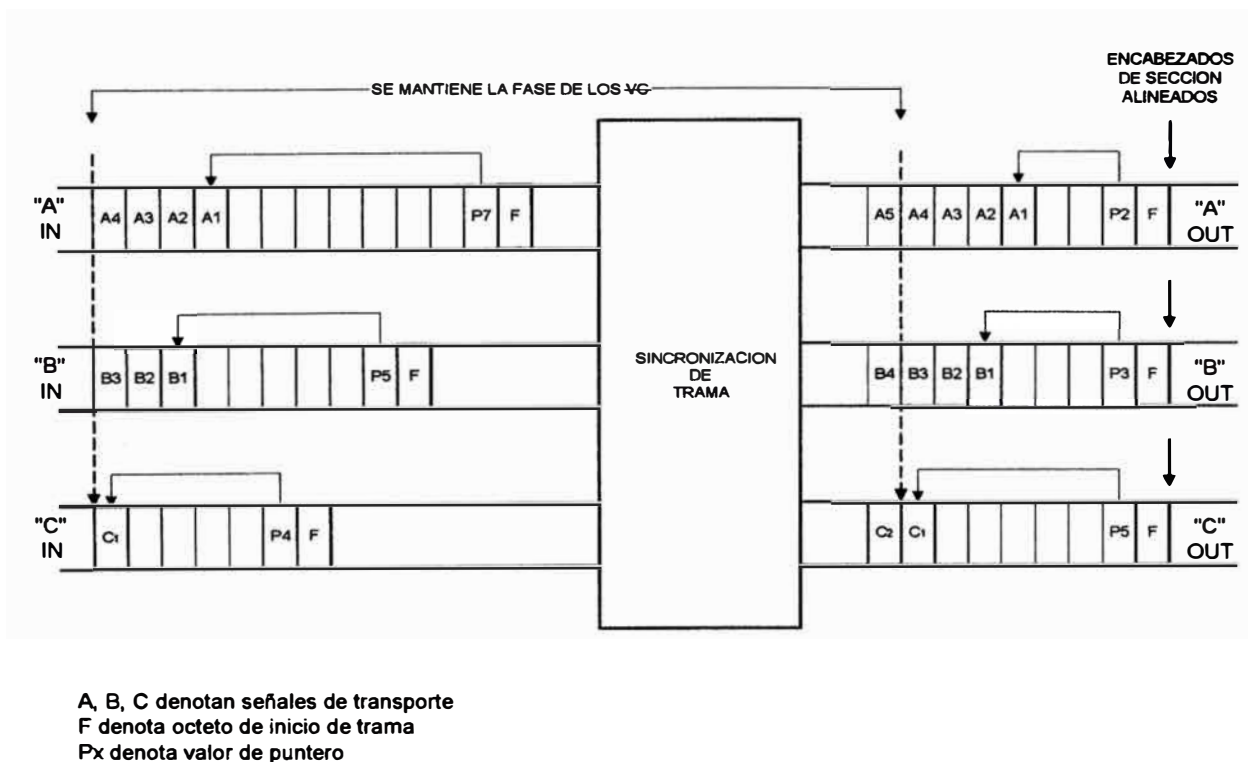 ENCABEZADOS
DE SECCION
ALINEADOS
SE MANTIENE LA FASE DE LOS VC
"A"
IN
A4 A3 A2 A1 P7 F
A5 A4 A3 A2 A1 P2 F
"A"
OUT
"B"
IN
B3 B2 B1 P5 F
SINCRONIZACION
DE
TRAMA
B4 B3 B2 B1 P3 F
"B"
OUT
"C"
IN
C1 P4 F
C2 C1 P5 F
"C"
OUT
A, B, C denotan señales de transporte
F denota octeto de inicio de trama
Px denota valor de puntero